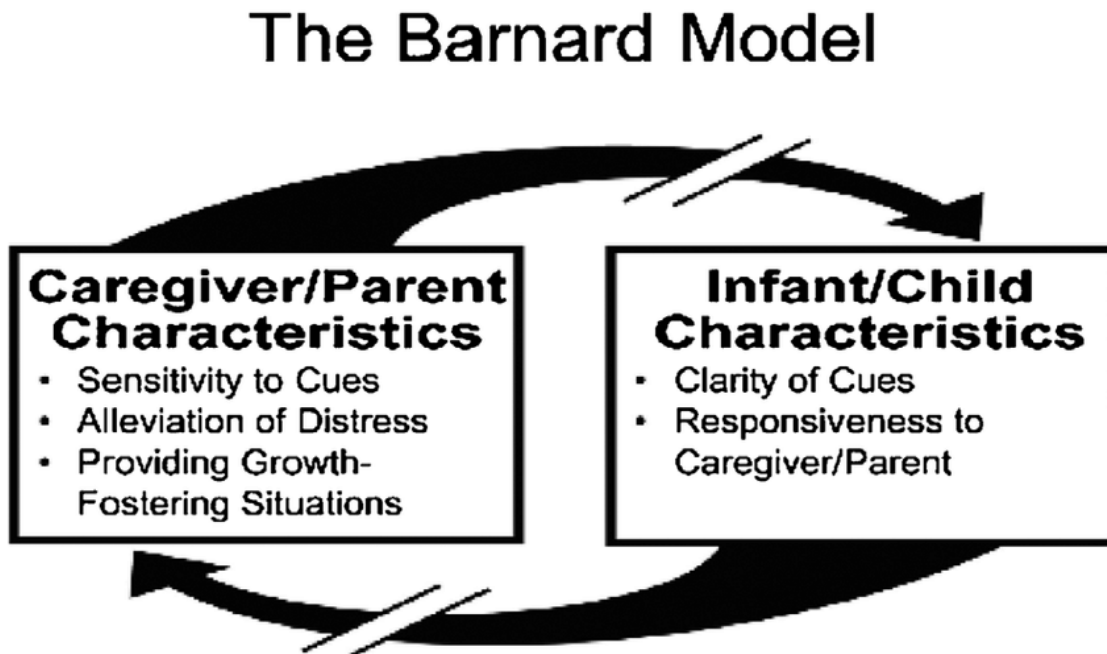 The Barnard Model
Caregiver/Parent
Characteristics
• Sensitivity to Cues
• Alleviation of Distress
• Providing Growth-
Fostering Situations
Infant/Child
Characteristics
• Clarity of Cues
• Responsiveness to
Caregiver/Parent